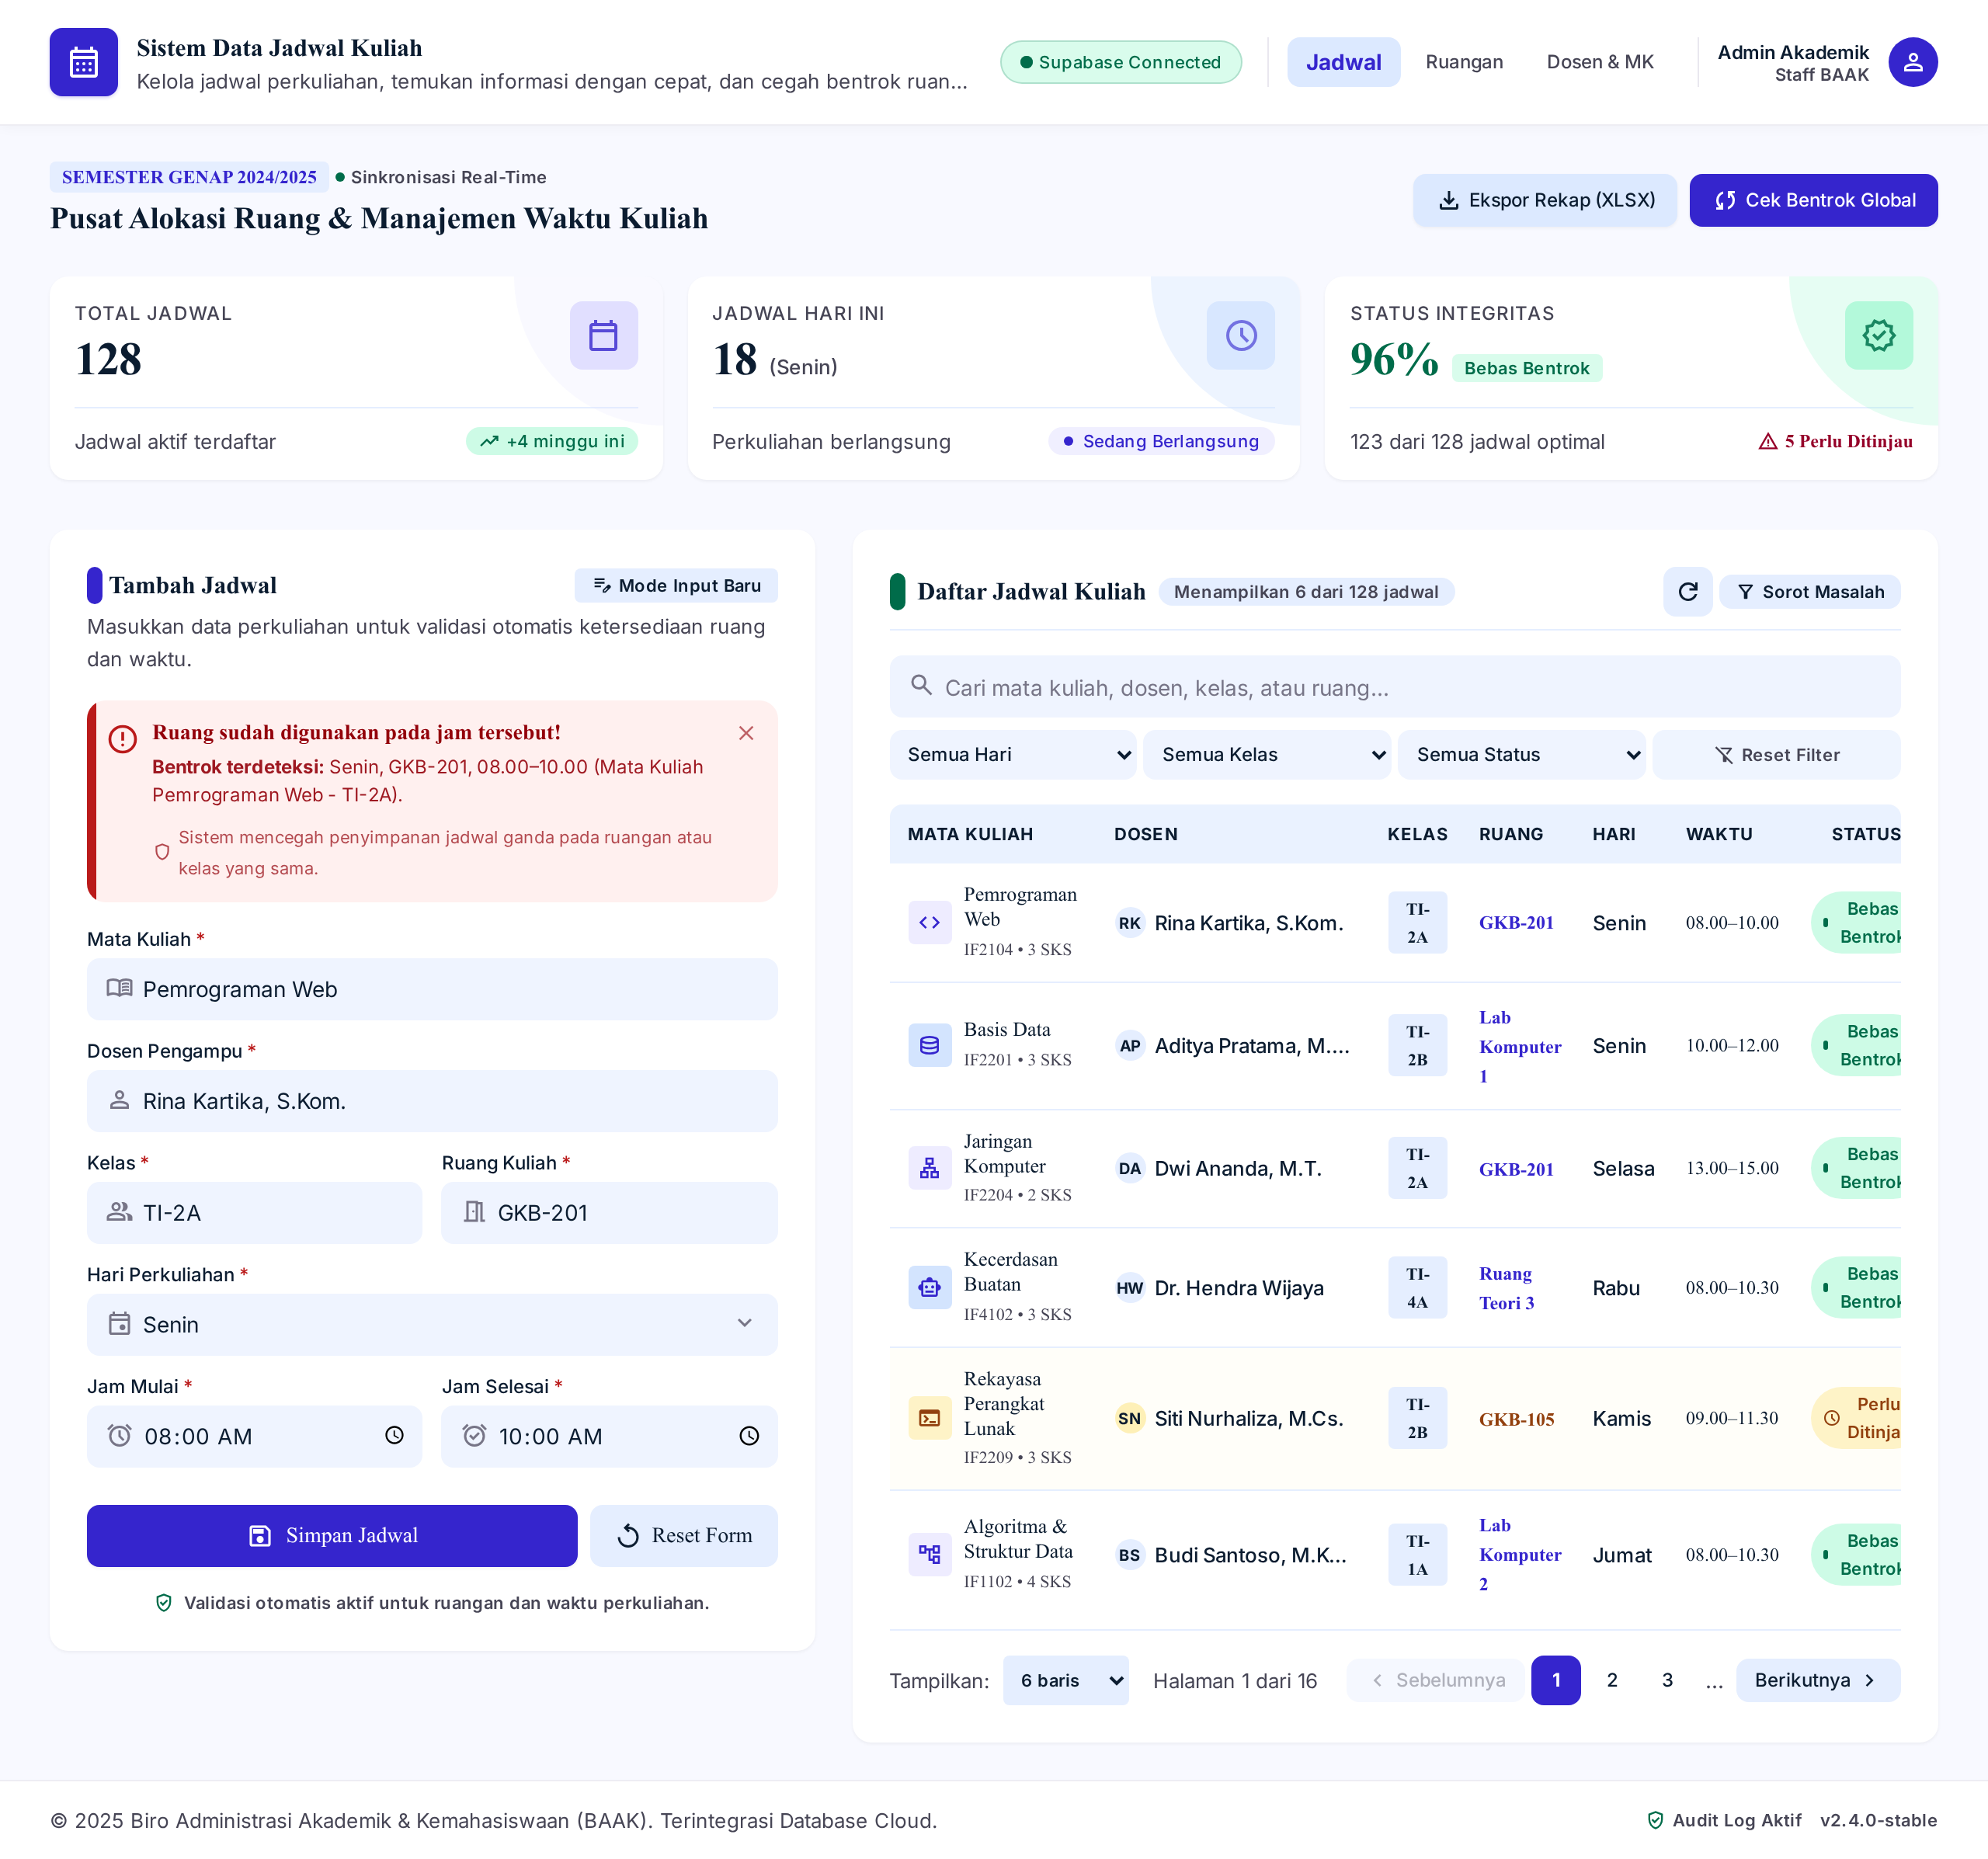 Sistem Data Jadwal Kuliah
Kelola jadwal perkuliahan, temukan informasi dengan cepat, dan cegah bentrok ruan...
Supabase Connected
Jadwal
Ruangan
Dosen & MK
Admin Akademik
Staff BAAK
SEMESTER GENAP 2024/2025
Sinkronisasi Real-Time
Pusat Alokasi Ruang & Manajemen Waktu Kuliah
Ekspor Rekap (XLSX)
Cek Bentrok Global
TOTAL JADWAL
128
Jadwal aktif terdaftar
+4 minggu ini
JADWAL HARI INI
18 (Senin)
Perkuliahan berlangsung
Sedang Berlangsung
STATUS INTEGRITAS
96% Bebas Bentrok
123 dari 128 jadwal optimal
5 Perlu Ditinjau
Tambah Jadwal
Mode Input Baru
Masukkan data perkuliahan untuk validasi otomatis ketersediaan ruang
dan waktu.
Ruang sudah digunakan pada jam tersebut!
Bentrok terdeteksi: Senin, GKB-201, 08.00–10.00 (Mata Kuliah
Pemrograman Web - TI-2A).
Sistem mencegah penyimpanan jadwal ganda pada ruangan atau
kelas yang sama.
Mata Kuliah *
Pemrograman Web
Dosen Pengampu *
Rina Kartika, S.Kom.
Kelas *
TI-2A
Ruang Kuliah *
GKB-201
Hari Perkuliahan *
Senin
Jam Mulai *
08:00 AM
Jam Selesai *
10:00 AM
Simpan Jadwal
Reset Form
Validasi otomatis aktif untuk ruangan dan waktu perkuliahan.
Daftar Jadwal Kuliah
Menampilkan 6 dari 128 jadwal
Sorot Masalah
Cari mata kuliah, dosen, kelas, atau ruang...
Semua Hari
Semua Kelas
Semua Status
Reset Filter
MATA KULIAH DOSEN KELAS RUANG HARI WAKTU STATUS
Pemrograman
Web
IF2104 • 3 SKS
RK Rina Kartika, S.Kom.
TI-
2A
GKB-201
Senin
08.00–10.00
Bebas
Bentrok
Basis Data
IF2201 • 3 SKS
AP Aditya Pratama, M....
TI-
2B
Lab
Komputer
1
Senin
10.00–12.00
Bebas
Bentrok
Jaringan
Komputer
IF2204 • 2 SKS
DA Dwi Ananda, M.T.
TI-
2A
GKB-201
Selasa
13.00–15.00
Bebas
Bentrok
Kecerdasan
Buatan
IF4102 • 3 SKS
HW Dr. Hendra Wijaya
TI-
4A
Ruang
Teori 3
Rabu
08.00–10.30
Bebas
Bentrok
Rekayasa
Perangkat
Lunak
IF2209 • 3 SKS
SN Siti Nurhaliza, M.Cs.
TI-
2B
GKB-105
Kamis
09.00–11.30
Perlu
Ditinja
Algoritma &
Struktur Data
IF1102 • 4 SKS
BS Budi Santoso, M.K...
TI-
1A
Lab
Komputer
2
Jumat
08.00–10.30
Bebas
Bentrok
Tampilkan:
6 baris
Halaman 1 dari 16
Sebelumnya
1
2
3
...
Berikutnya
© 2025 Biro Administrasi Akademik & Kemahasiswaan (BAAK). Terintegrasi Database Cloud.
Audit Log Aktif
v2.4.0-stable